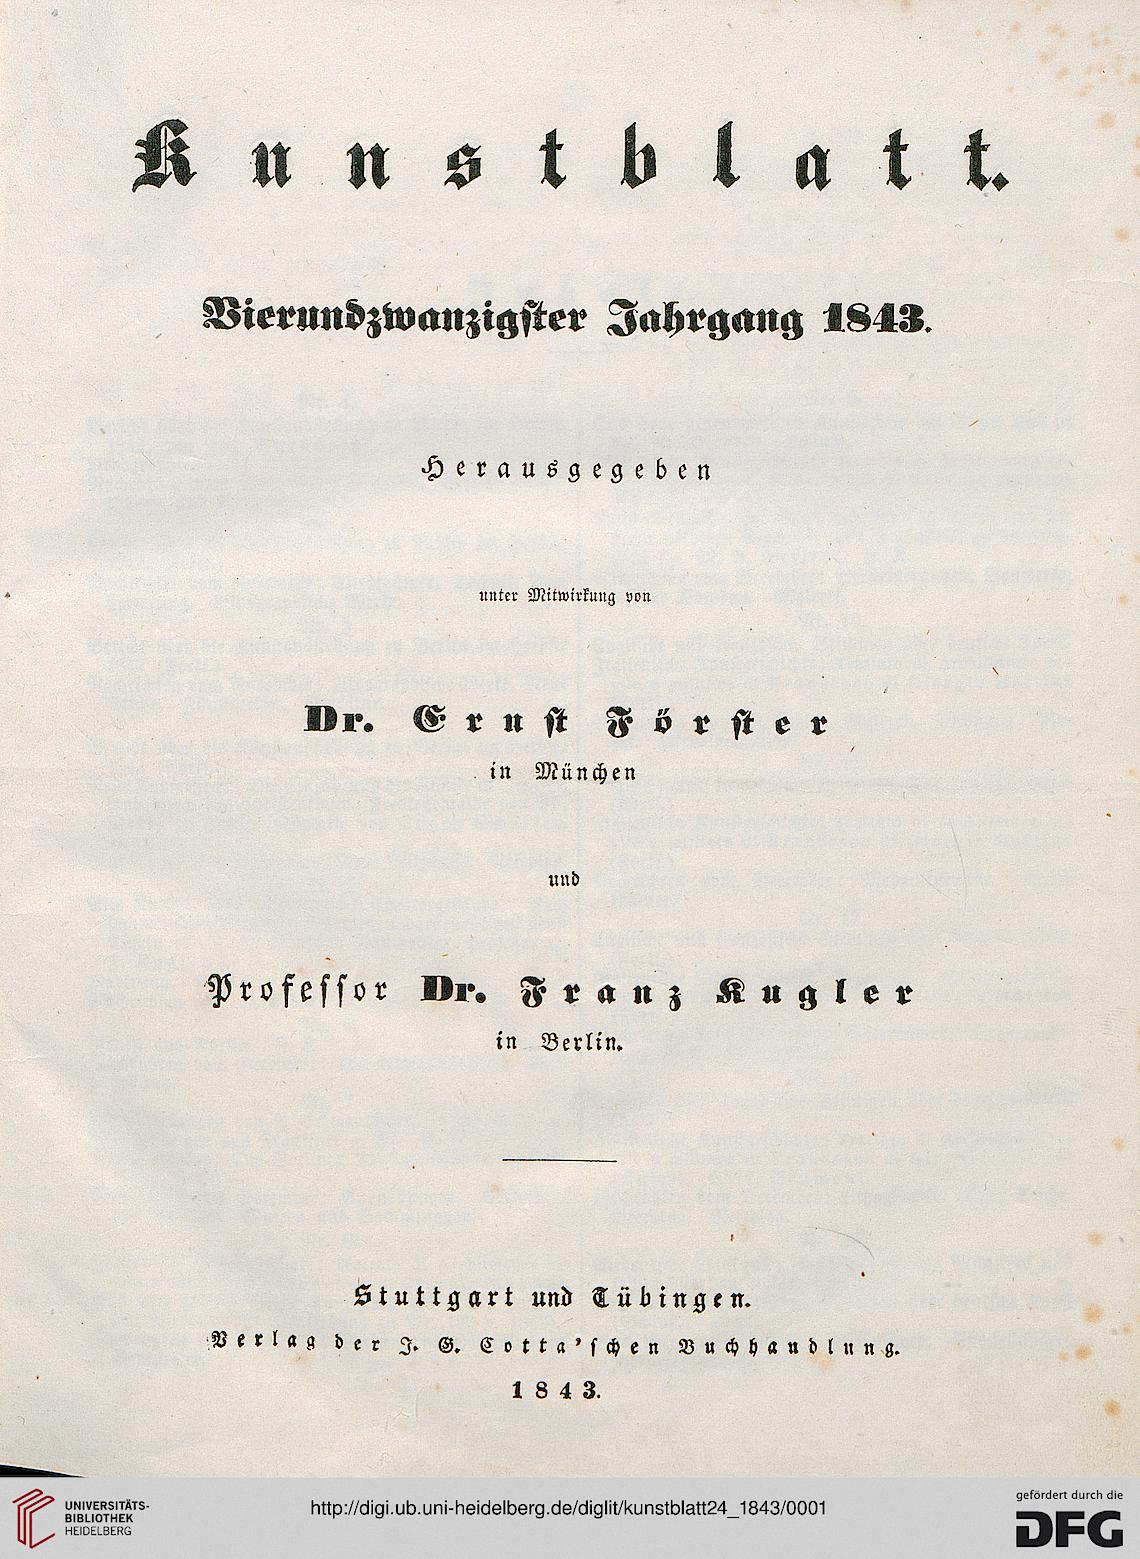 Kunstblatt.
Vierundzwanzigster Jahrgang 1843.
Herausgegeben
unter Mitwirkung von
Dr. Ernst Förster
in München
und
Professor Dr. Franz Kugler
in Berlin.
Stuttgart und Tübingen.
Verlag der J. G. Cotta'schen Buchhandlung.
1843.
UNIVERSITÄTS-
BIBLIOTHEK
HEIDELBERG
http://digi.ub.uni-heidelberg.de/diglit/kunstblatt24_1843/0001
gefördert durch die
DFG